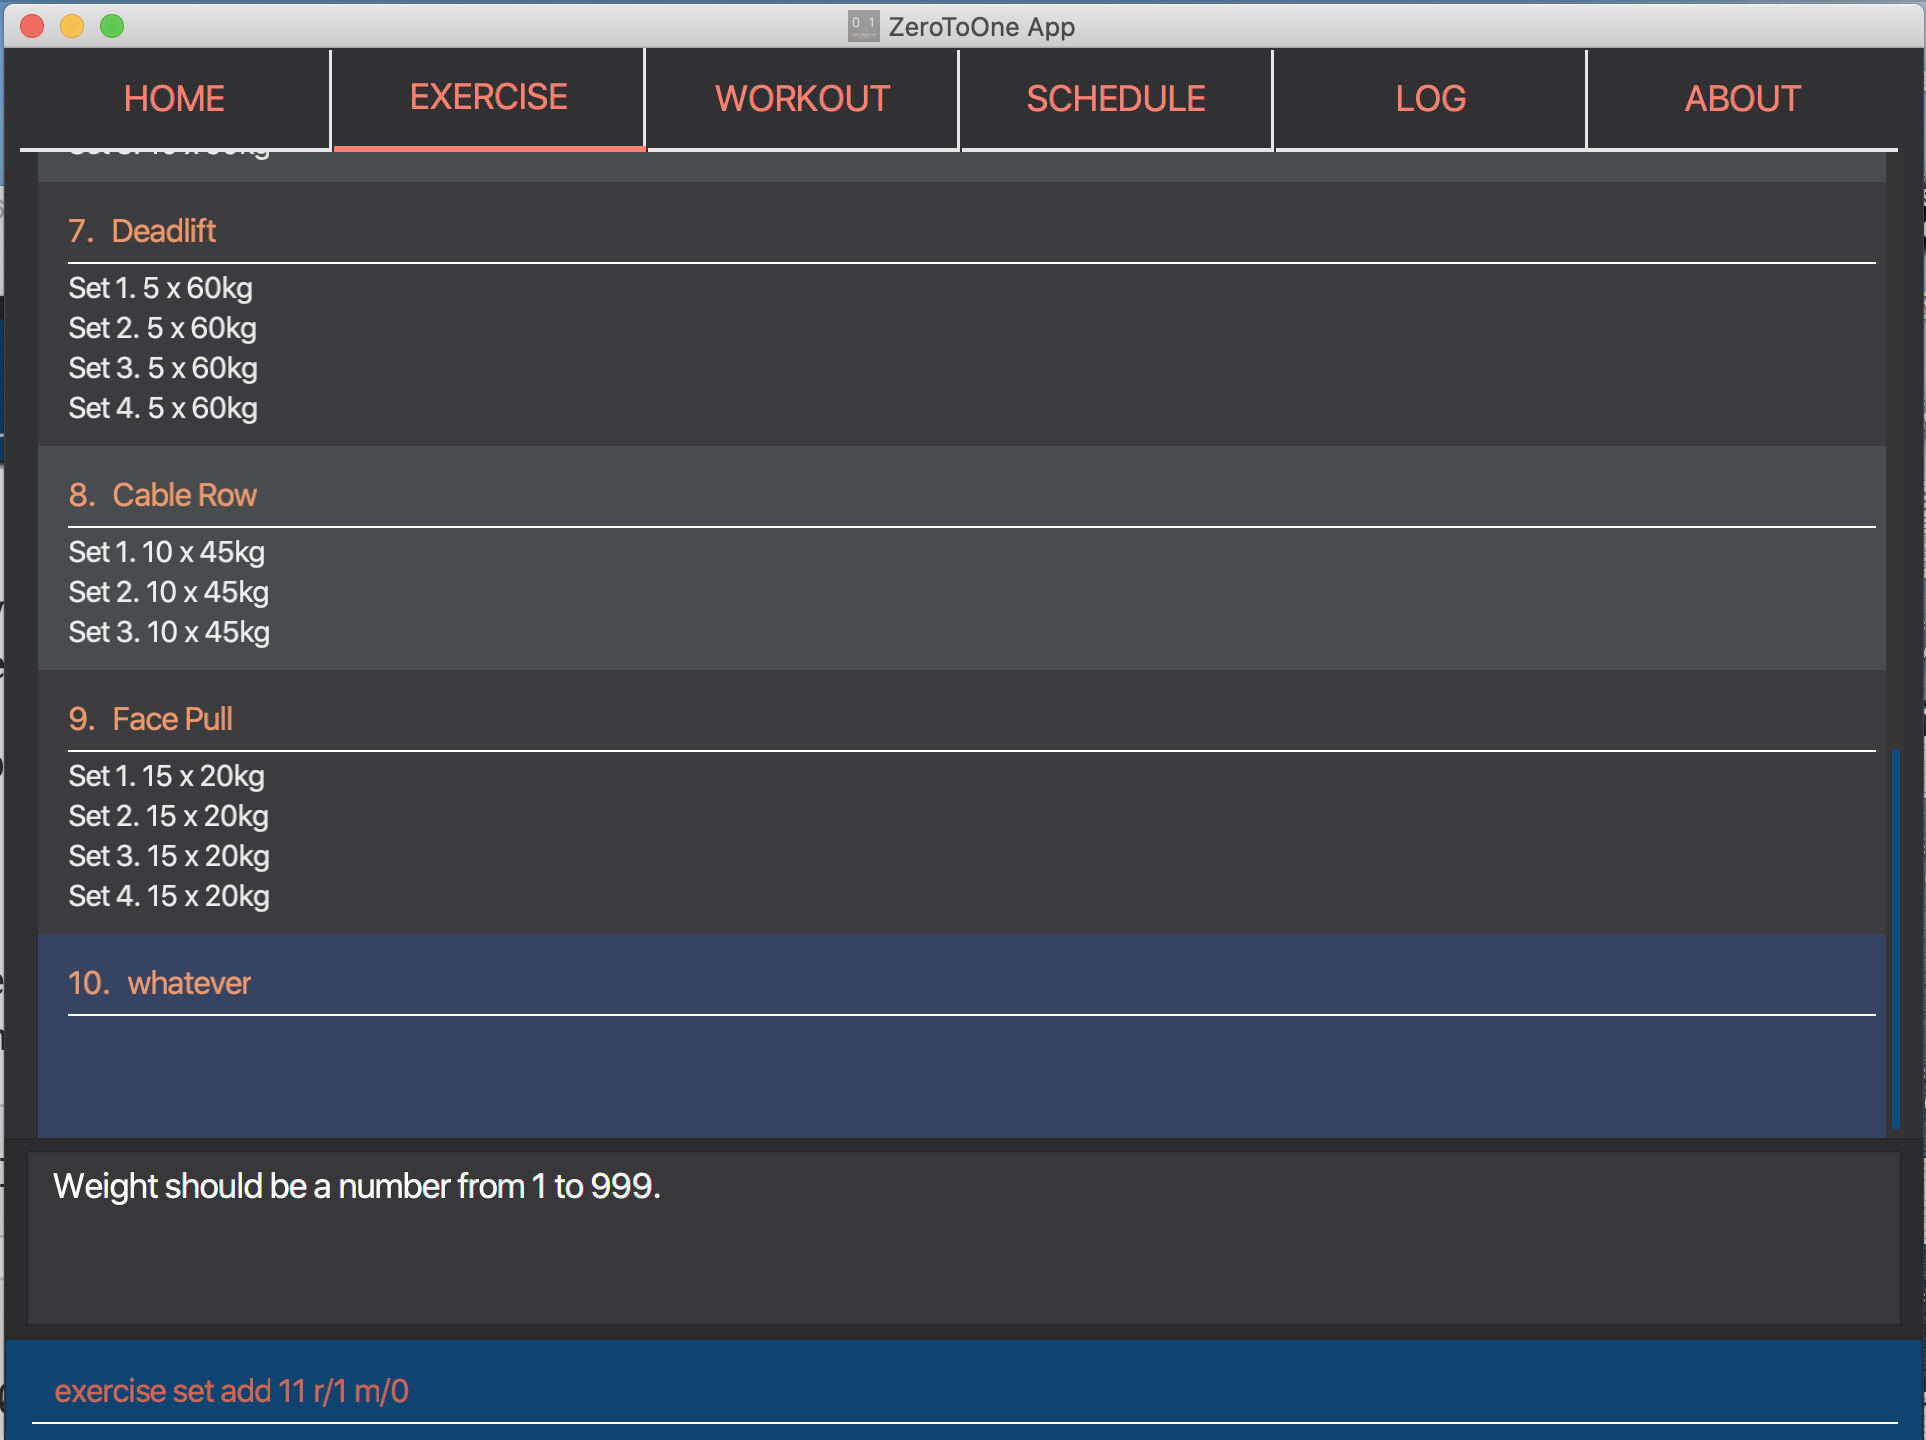 ZeroToOne App
HOME EXERCISE WORKOUT SCHEDULE LOG ABOUT
7. Deadlift
Set 1. 5 x 60kg
Set 2. 5 x 60kg
Set 3. 5 x 60kg
Set 4. 5 x 60kg
8. Cable Row
Set 1. 10 x 45kg
Set 2. 10 x 45kg
Set 3. 10 x 45kg
9. Face Pull
Set 1. 15 x 20kg
Set 2. 15 x 20kg
Set 3. 15 x 20kg
Set 4. 15 x 20kg
10. whatever
Weight should be a number from 1 to 999.
exercise set add 11 r/1 m/0